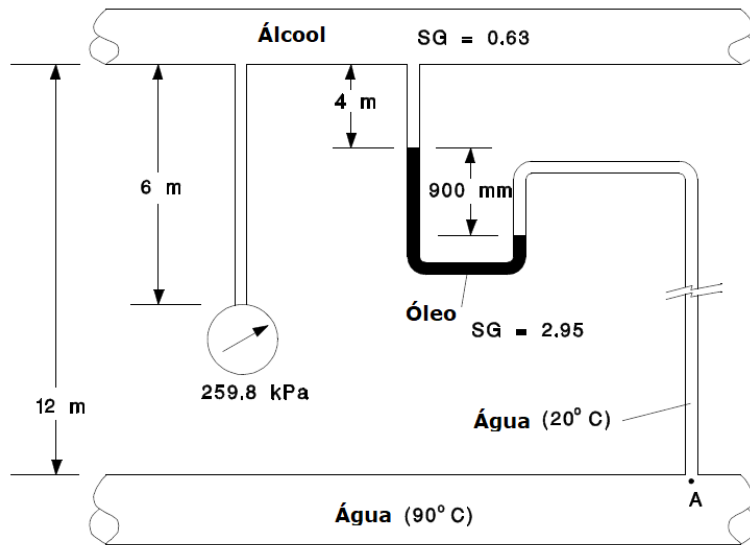 Álcool SG = 0.63
4 m
6 m
900 mm
Óleo
SG = 2.95
259.8 kPa
12 m
Água (20° C)
A
Água (90° C)